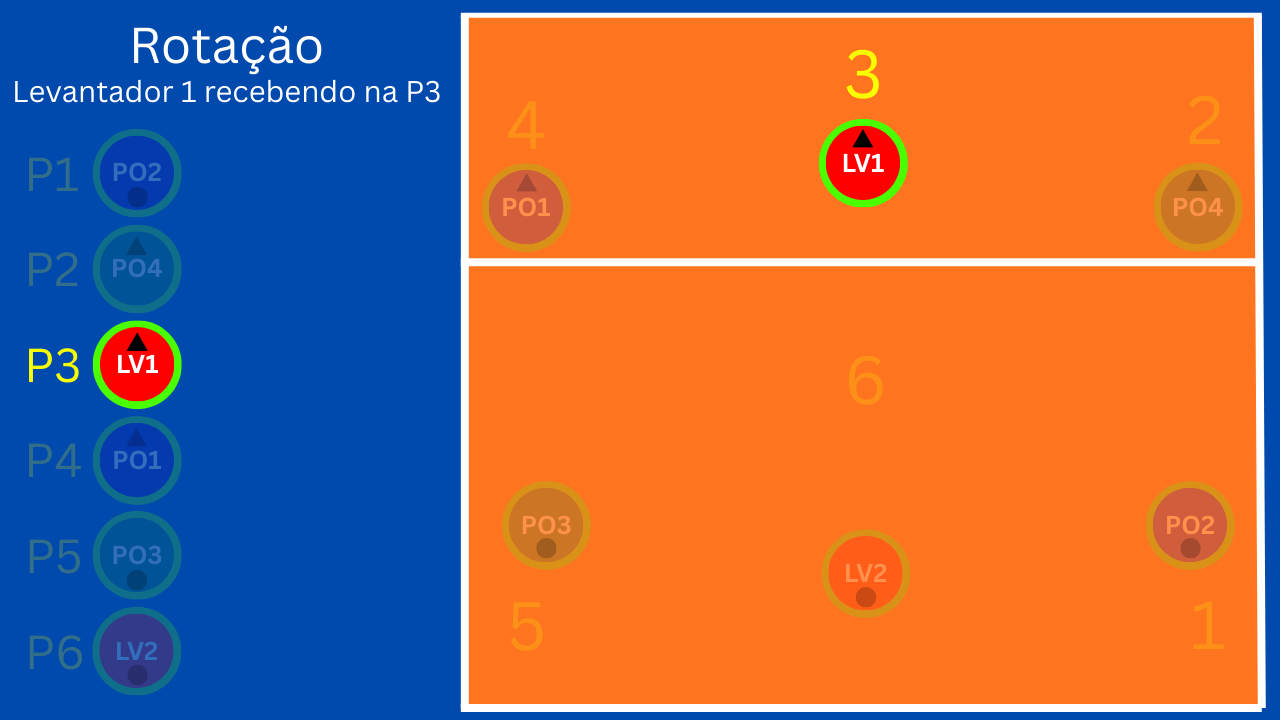 Rotação
Levantador 1 recebendo na P3
P1 PO2
P2 PO4
P3 LV1
P4 PO1
P5 PO3
P6 LV2
4 3 2
PO1 LV1 PO4
6
PO3 LV2 PO2
5 1